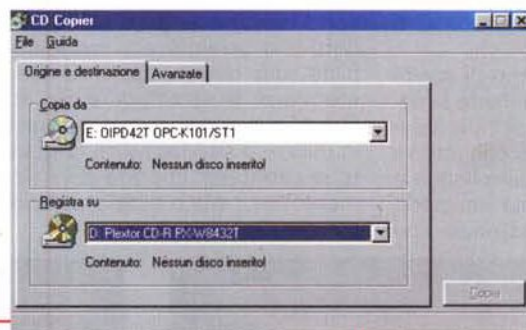 CD Copier
File Guida
Origine e destinazione Avanzate
Copia da
E: OIPD42T OPC-K101/ST1
Contenuto: Nessun disco inserito!
Registra su
D: Plextor CD-R PX-W8432T
Contenuto: Nessun disco inserito!
Copia